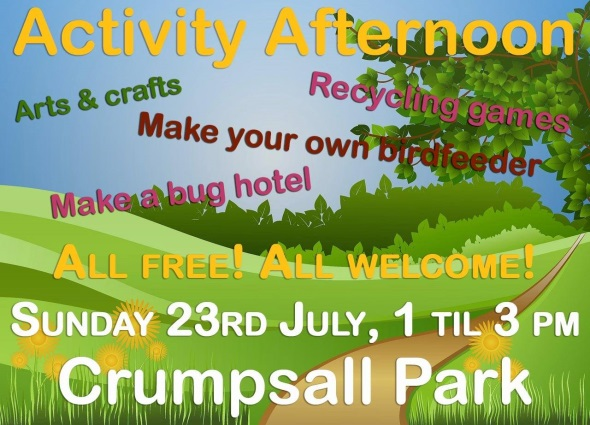 Activity Afternoon
Arts & crafts
Recycling games
Make your own birdfeeder
Make a bug hotel
All free! All welcome!
Sunday 23rd July, 1 til 3 pm
Crumpsall Park